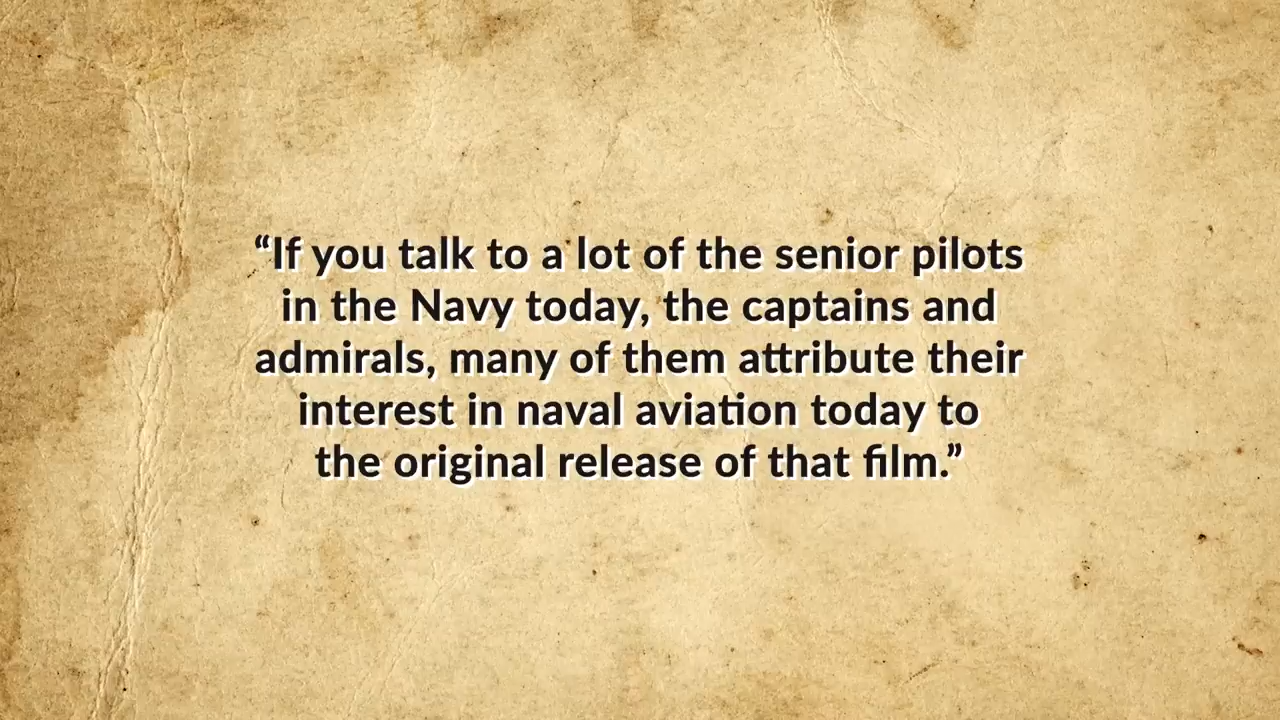 “If you talk to a lot of the senior pilots
in the Navy today, the captains and
admirals, many of them attribute their
interest in naval aviation today to
the original release of that film.”